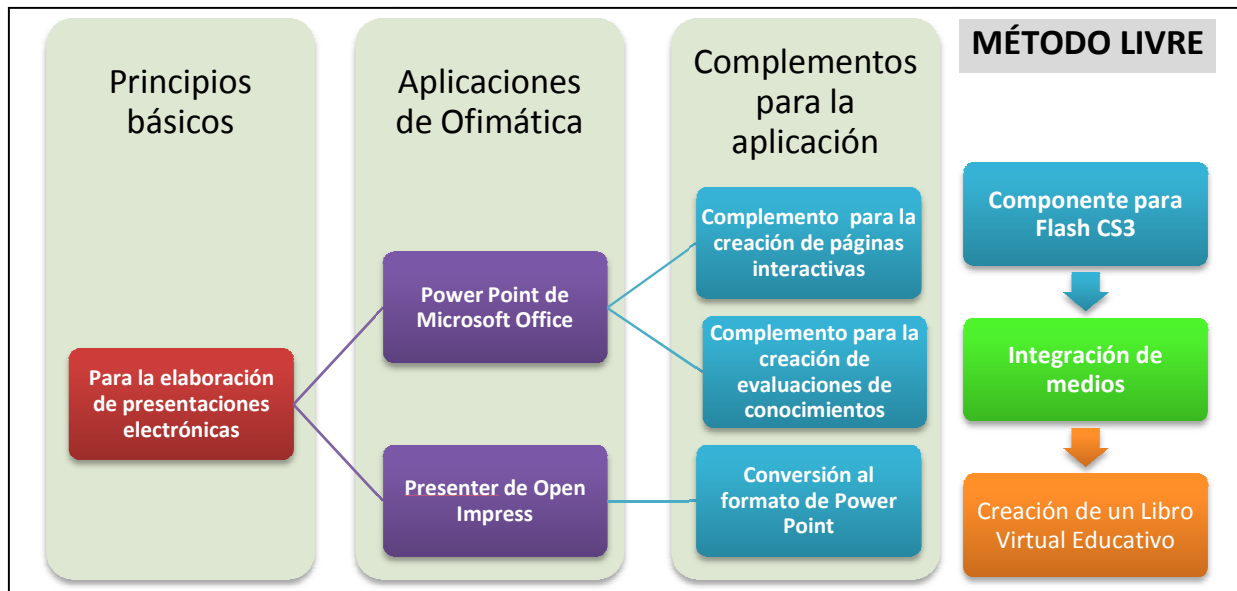 Principios
básicos
Para la elaboración
de presentaciones
electrónicas
Aplicaciones
de Ofimática
Power Point de
Microsoft Office
Presenter de Open
Impress
Complementos
para la
aplicación
Complemento para la
creación de páginas
interactivas
Complemento para la
creación de
evaluaciones de
conocimientos
Conversión al
formato de Power
Point
MÉTODO LIVRE
Componente para
Flash CS3
Integración de
medios
Creación de un Libro
Virtual Educativo